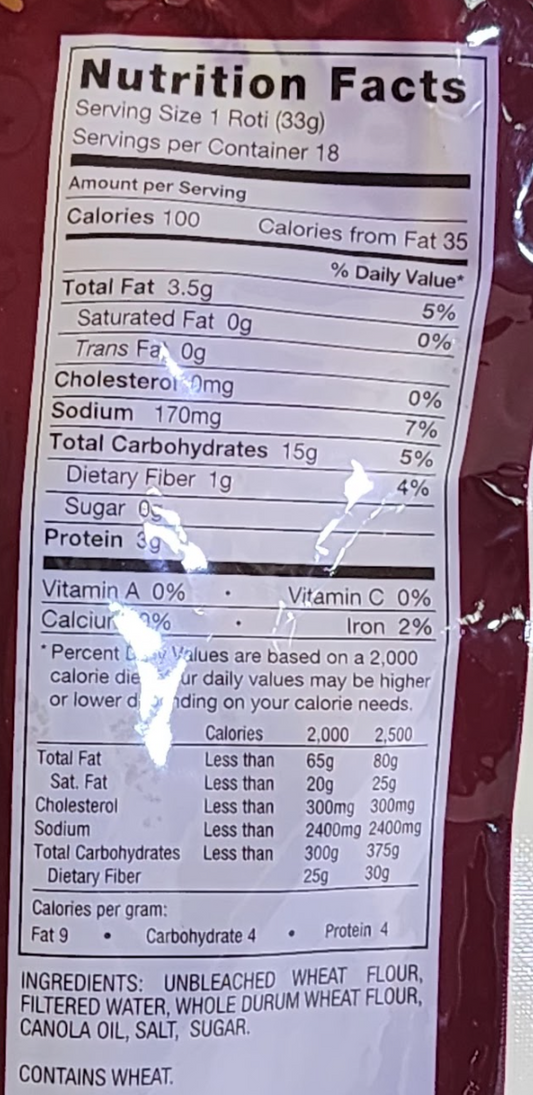 Nutrition Facts
Serving Size 1 Roti (33g)
Servings per Container 18
Amount per Serving
Calories 100 Calories from Fat 35
% Daily Value*
Total Fat 3.5g 5%
Saturated Fat 0g 0%
Trans Fat 0g
Cholesterol 0mg 0%
Sodium 170mg 7%
Total Carbohydrates 15g 5%
Dietary Fiber 1g 4%
Sugar 0g
Protein 3g
Vitamin A 0% • Vitamin C 0%
Calcium • Iron 2%
* Percent Daily Values are based on a 2,000
calorie diet. Your daily values may be higher
or lower depending on your calorie needs.
Calories 2,000 2,500
Total Fat Less than 65g 80g
Sat. Fat Less than 20g 25g
Cholesterol Less than 300mg 300mg
Sodium Less than 2400mg 2400mg
Total Carbohydrates Less than 300g 375g
Dietary Fiber 25g 30g
Calories per gram:
Fat 9 • Carbohydrate 4 • Protein 4
INGREDIENTS: UNBLEACHED WHEAT FLOUR,
FILTERED WATER, WHOLE DURUM WHEAT FLOUR,
CANOLA OIL, SALT, SUGAR.
CONTAINS WHEAT.